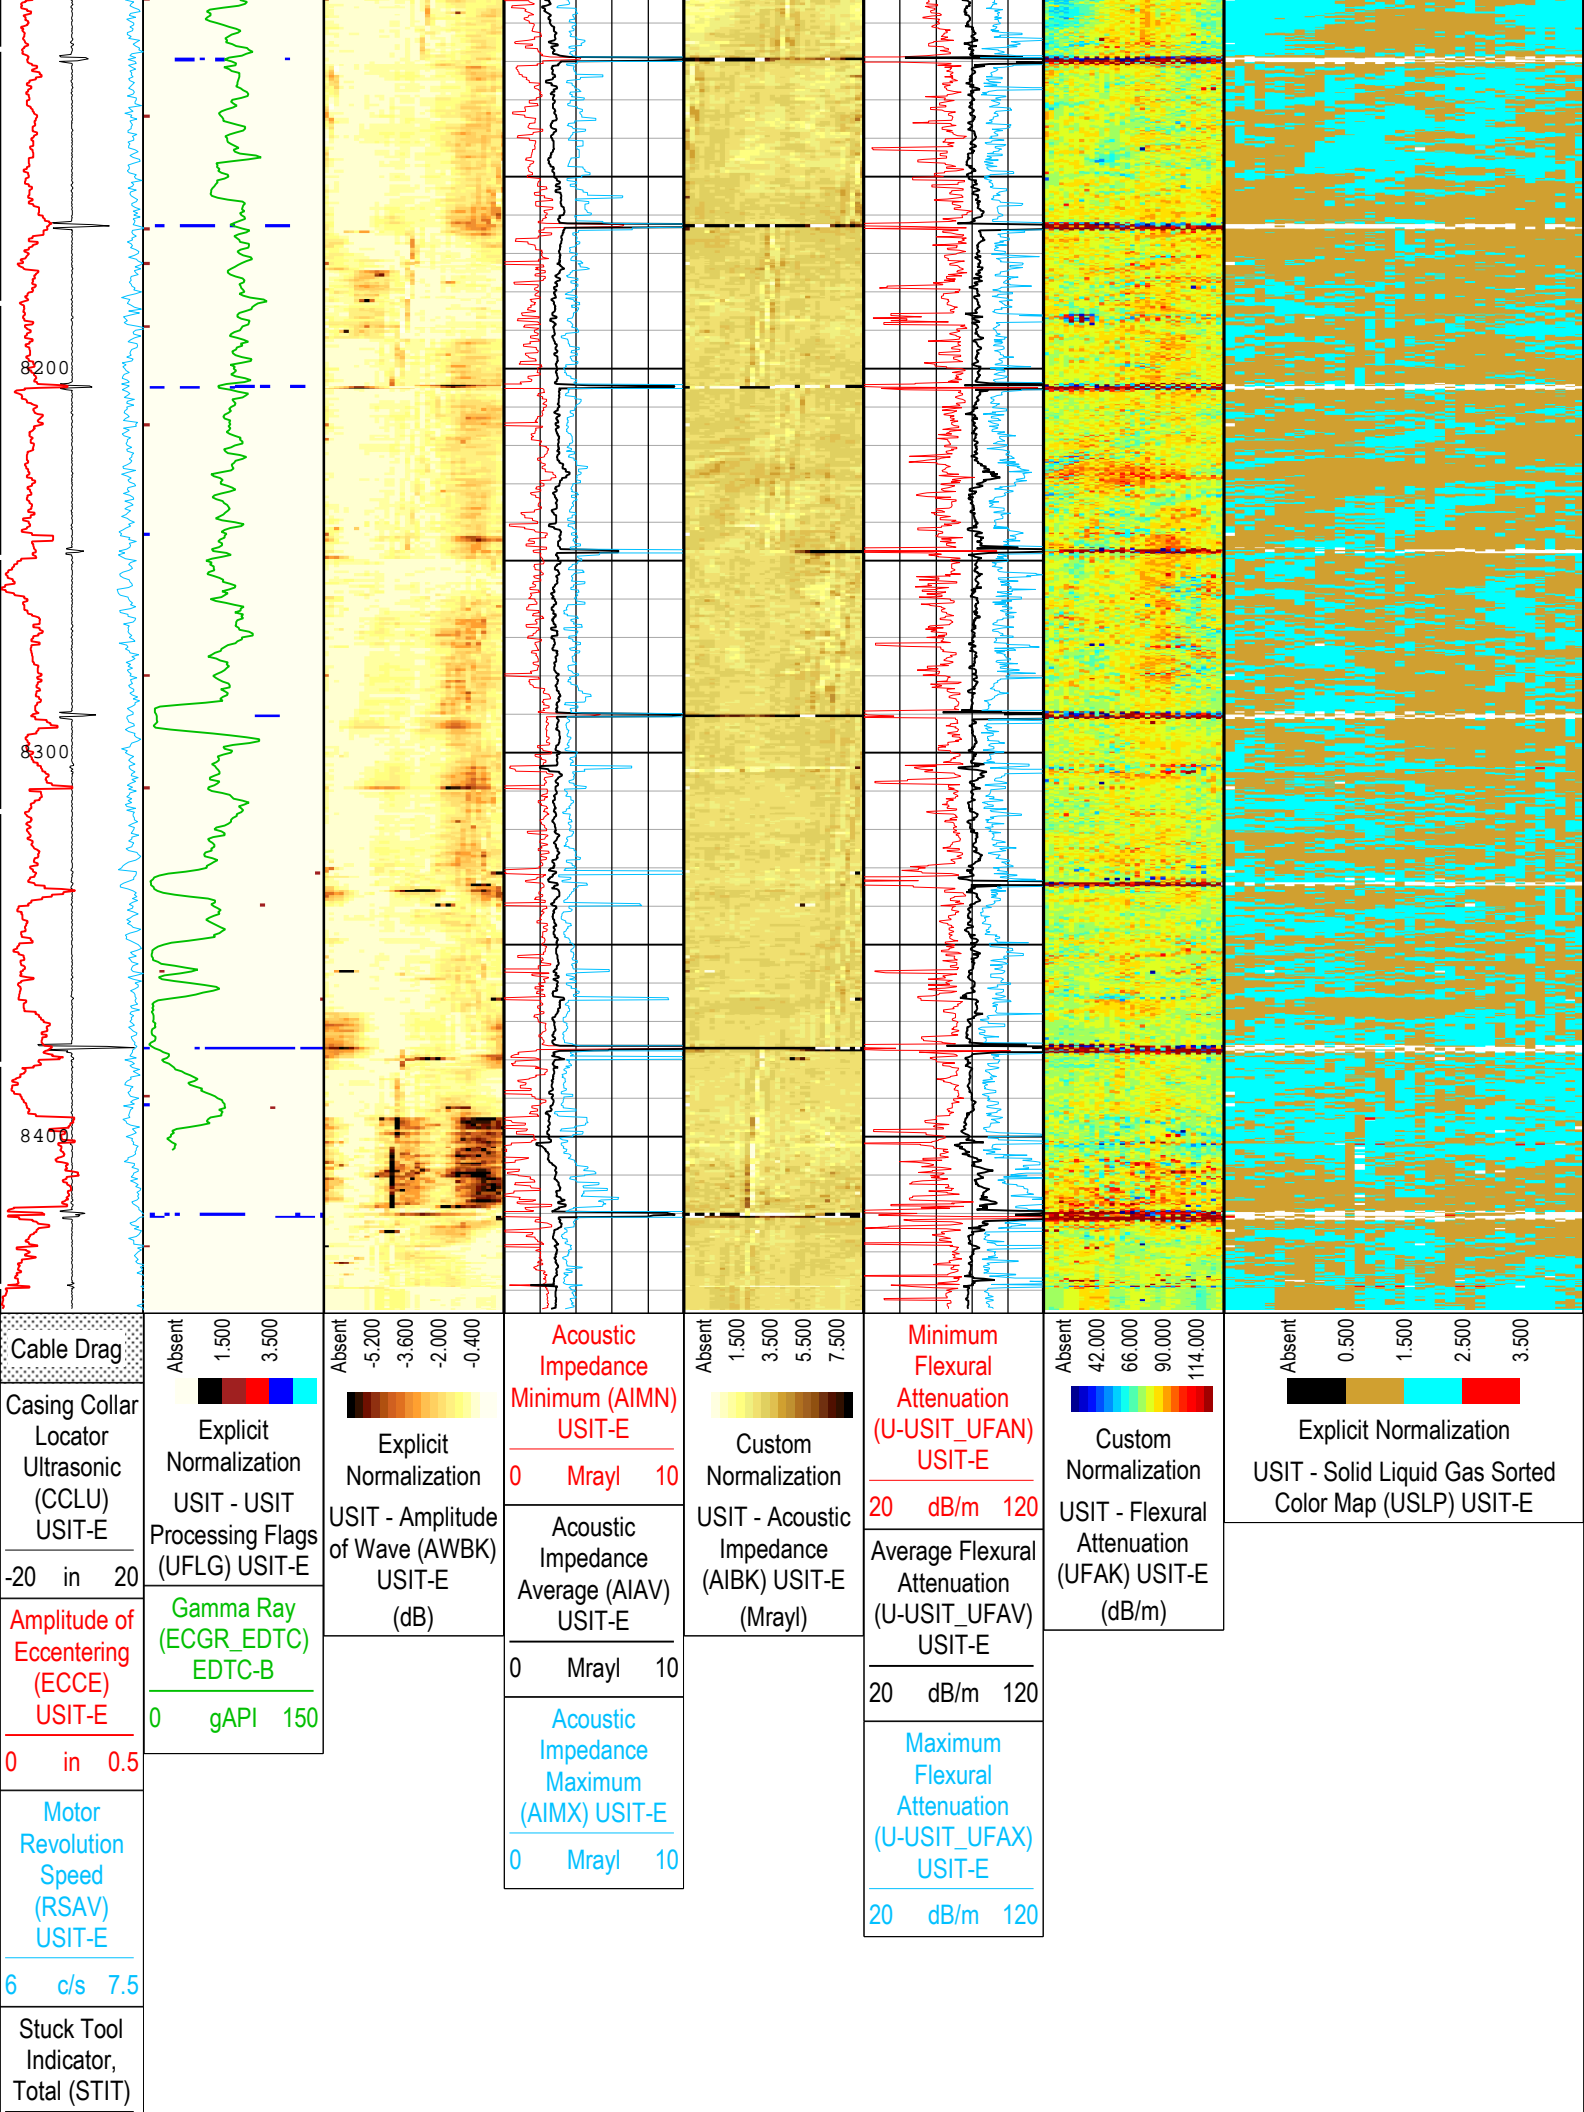 8200
8300
8400
Cable Drag
Casing Collar
Locator
Ultrasonic
(CCLU)
USIT-E
-20 in 20
Amplitude of
Eccentering
(ECCE)
USIT-E
0 in 0.5
Motor
Revolution
Speed
(RSAV)
USIT-E
6 c/s 7.5
Stuck Tool
Indicator,
Total (STIT)
Absent
1.500
3.500
Explicit
Normalization
USIT - USIT
Processing Flags
(UFLG) USIT-E
Gamma Ray
(ECGR_EDTC)
EDTC-B
0 gAPI 150
Absent
-5.200
-3.600
-2.000
-0.400
Explicit
Normalization
USIT - Amplitude
of Wave (AWBK)
USIT-E
(dB)
Acoustic
Impedance
Minimum (AIMN)
USIT-E
0 Mrayl 10
Acoustic
Impedance
Average (AIAV)
USIT-E
0 Mrayl 10
Acoustic
Impedance
Maximum
(AIMX) USIT-E
0 Mrayl 10
Absent
1.500
3.500
5.500
7.500
Custom
Normalization
USIT - Acoustic
Impedance
(AIBK) USIT-E
(Mrayl)
Minimum
Flexural
Attenuation
(U-USIT_UFAN)
USIT-E
20 dB/m 120
Average Flexural
Attenuation
(U-USIT_UFAV)
USIT-E
20 dB/m 120
Maximum
Flexural
Attenuation
(U-USIT_UFAX)
USIT-E
20 dB/m 120
Absent
42.000
66.000
90.000
114.000
Custom
Normalization
USIT - Flexural
Attenuation
(UFAK) USIT-E
(dB/m)
Absent
0.500
1.500
2.500
3.500
Explicit Normalization
USIT - Solid Liquid Gas Sorted
Color Map (USLP) USIT-E